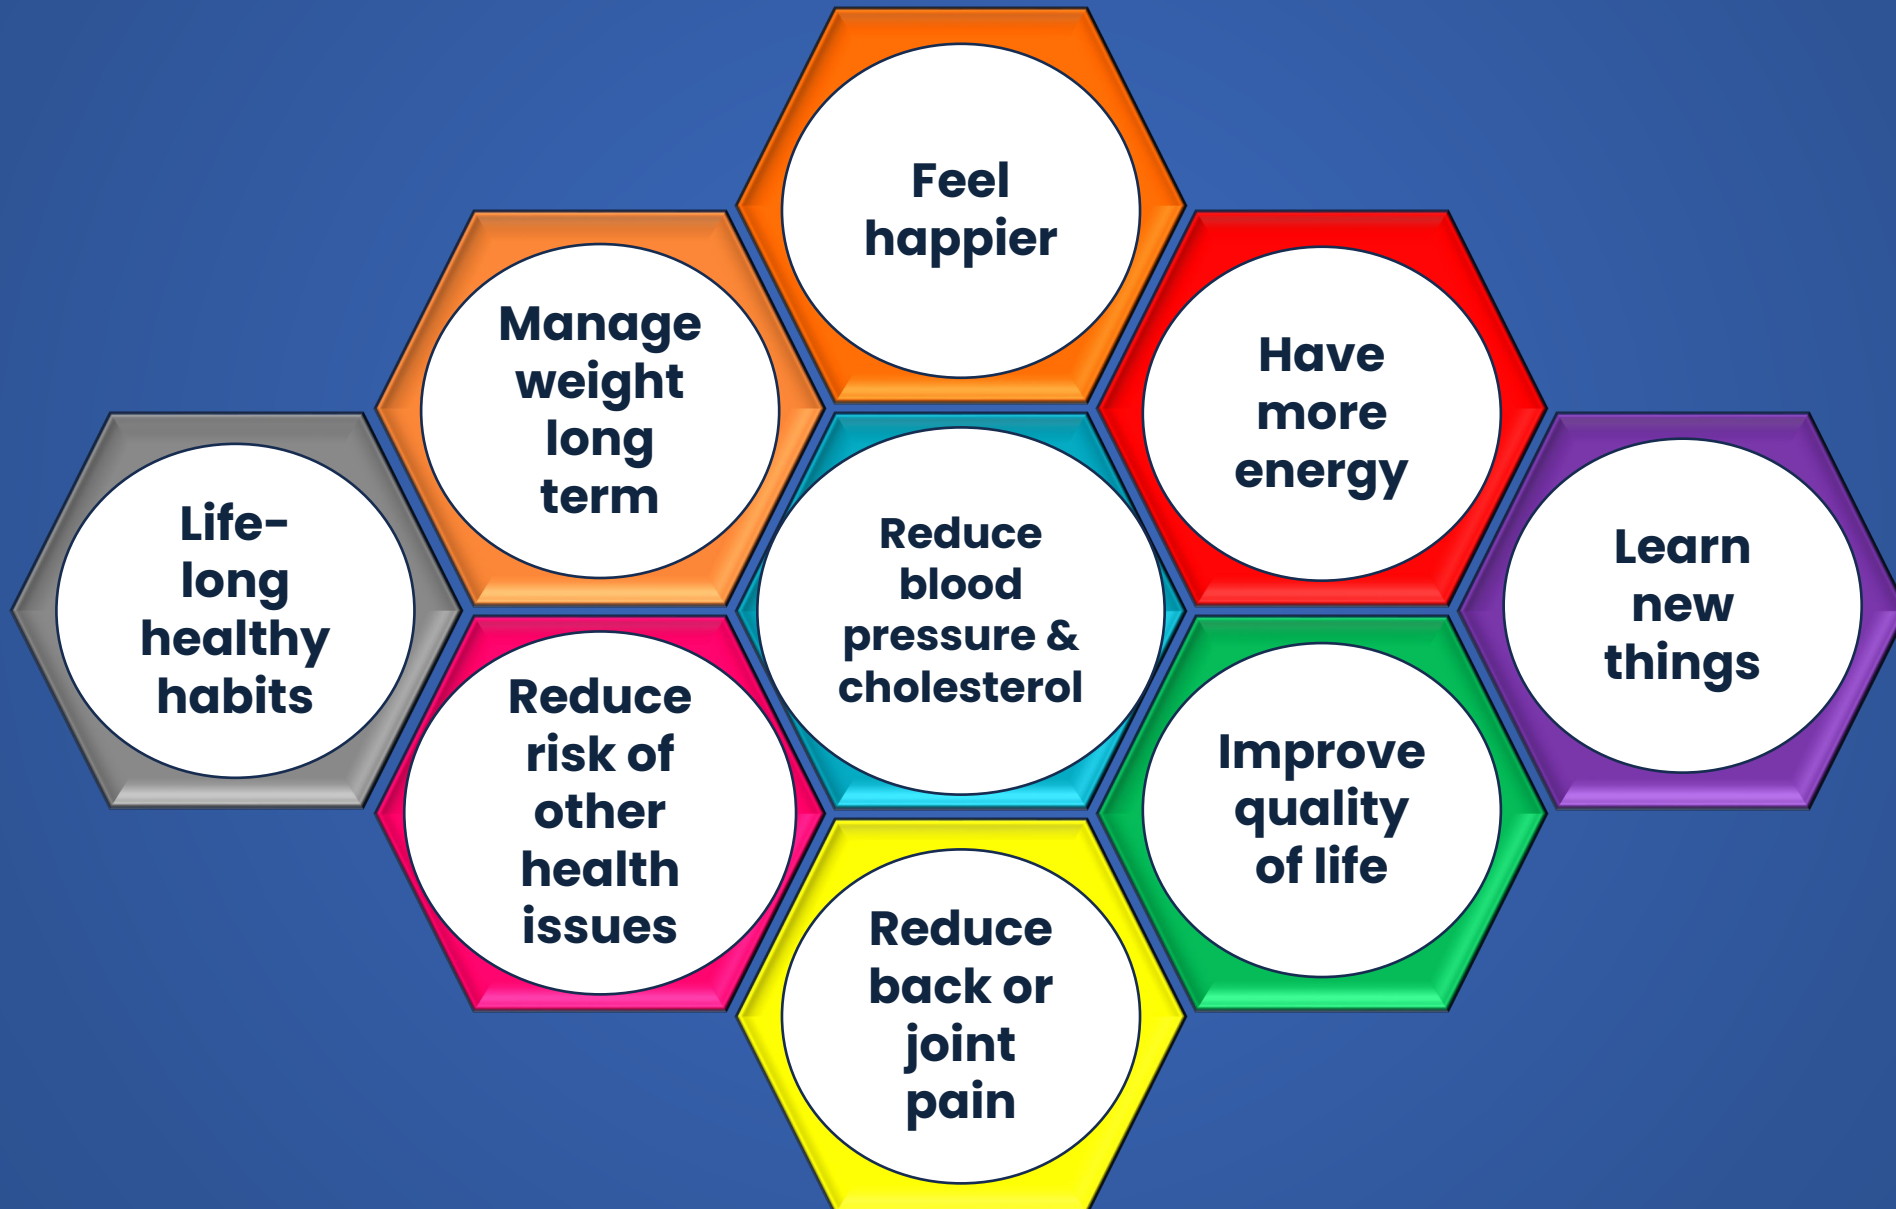 Feel
happier
Manage
weight
long
term
Have
more
energy
Life-
long
healthy
habits
Reduce
blood
pressure &
cholesterol
Learn
new
things
Reduce
risk of
other
health
issues
Improve
quality
of life
Reduce
back or
joint
pain